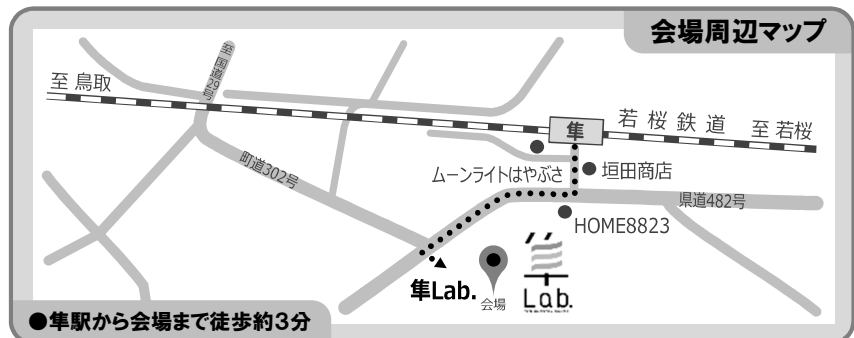 会場周辺マップ
至 鳥取
至 国道29号
隼
若桜鉄道
至 若桜
ムーンライトはやぶさ
垣田商店
町道302号
県道482号
HOME8823
隼Lab.
会場
Lab.
●隼駅から会場まで徒歩約3分